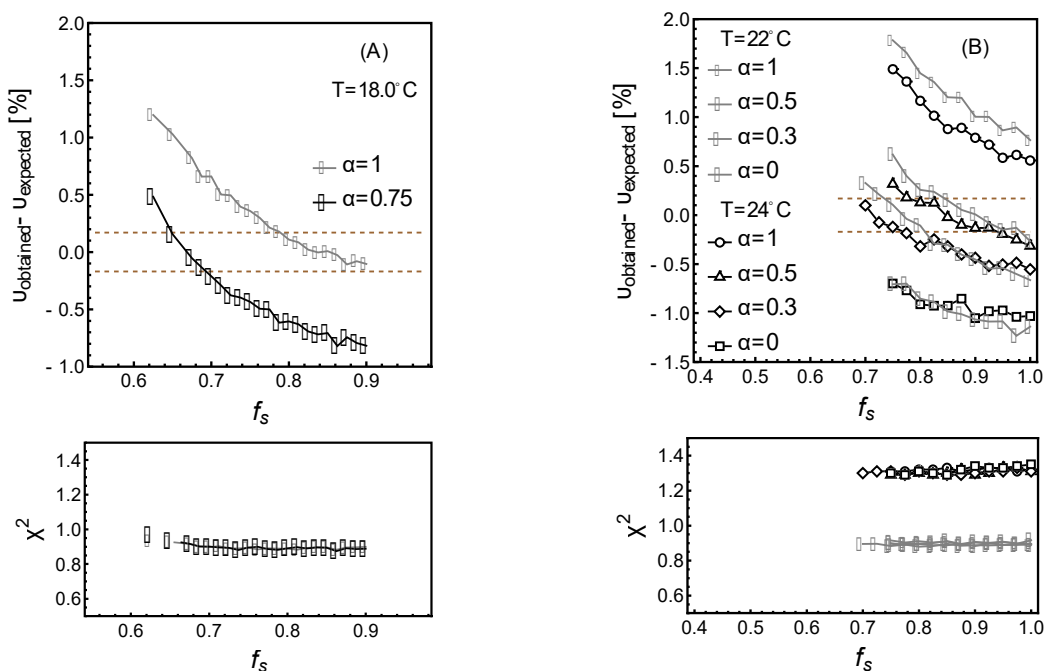 2.0
1.5
1.0
0.5
0.0
- 0.5
- 1.0
u_obtained - u_expected [%]
(A)
T=18.0°C
α=1
α=0.75
0.6
0.7
0.8
0.9
f_s
1.4
1.2
1.0
0.8
0.6
χ²
0.6
0.7
0.8
0.9
f_s
2.0
1.5
1.0
0.5
0.0
- 0.5
- 1.0
- 1.5
u_obtained - u_expected [%]
(B)
T=22°C
α=1
α=0.5
α=0.3
α=0
T=24°C
α=1
α=0.5
α=0.3
α=0
0.4
0.5
0.6
0.7
0.8
0.9
1.0
f_s
1.4
1.2
1.0
0.8
0.6
χ²
0.4
0.5
0.6
0.7
0.8
0.9
1.0
f_s